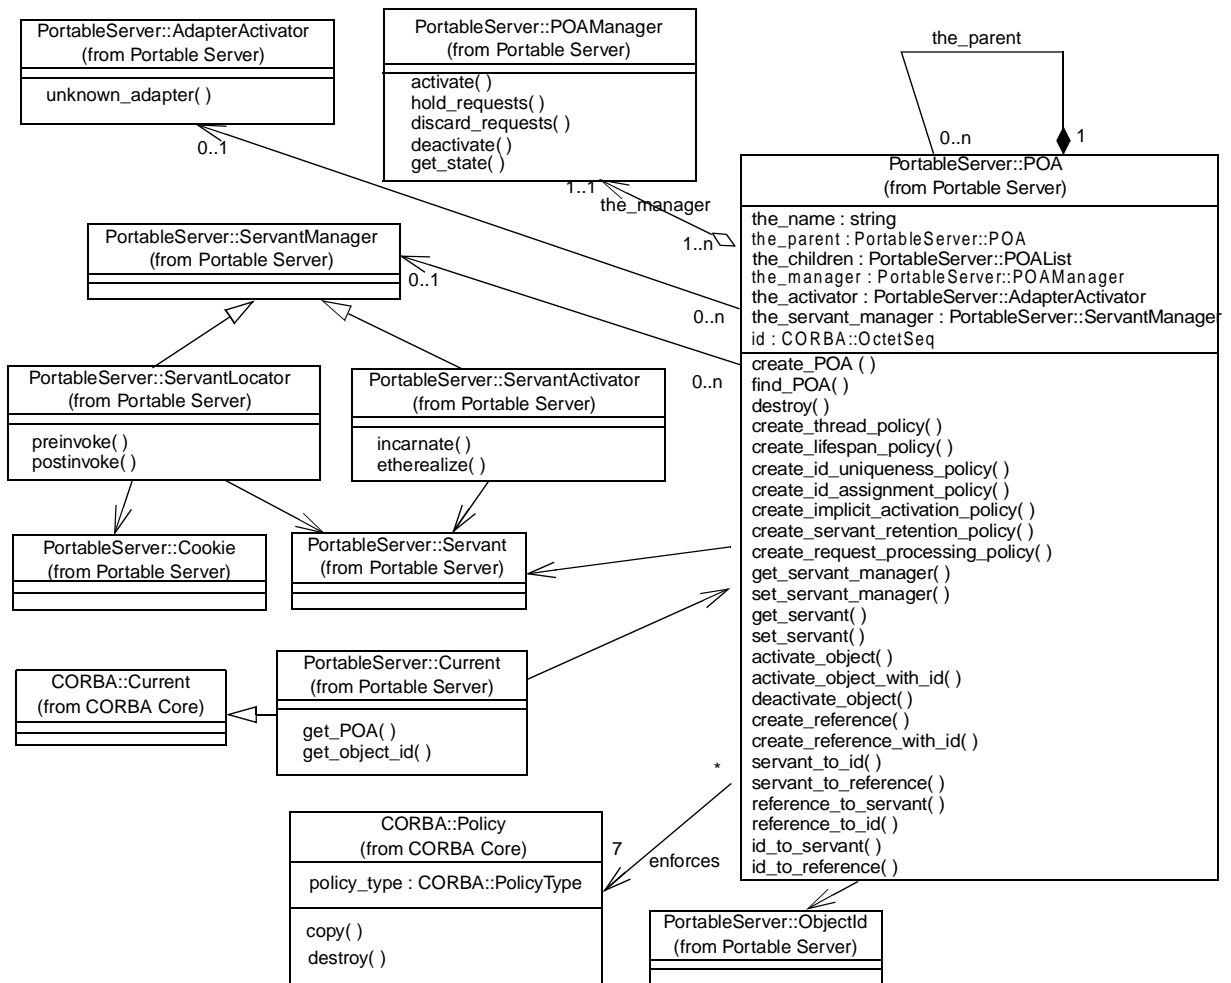 PortableServer::AdapterActivator
(from Portable Server)
unknown_adapter( )
0..1
PortableServer::POAManager
(from Portable Server)
activate( )
hold_requests( )
discard_requests( )
deactivate( )
get_state( )
1..1
the_manager
1..n
the_parent
0..n
1
PortableServer::POA
(from Portable Server)
the_name : string
the_parent : PortableServer::POA
the_children : PortableServer::POAList
the_manager : PortableServer::POAManager
the_activator : PortableServer::AdapterActivator
the_servant_manager : PortableServer::ServantManager
id : CORBA::OctetSeq
create_POA ( )
find_POA( )
destroy( )
create_thread_policy( )
create_lifespan_policy( )
create_id_uniqueness_policy( )
create_id_assignment_policy( )
create_implicit_activation_policy( )
create_servant_retention_policy( )
create_request_processing_policy( )
get_servant_manager( )
set_servant_manager( )
get_servant( )
set_servant( )
activate_object( )
activate_object_with_id( )
deactivate_object( )
create_reference( )
create_reference_with_id( )
servant_to_id( )
servant_to_reference( )
reference_to_servant( )
reference_to_id( )
id_to_servant( )
id_to_reference( )
PortableServer::ServantManager
(from Portable Server)
0..1
0..n
0..n
PortableServer::ServantLocator
(from Portable Server)
preinvoke( )
postinvoke( )
PortableServer::ServantActivator
(from Portable Server)
incarnate( )
etherealize( )
PortableServer::Cookie
(from Portable Server)
PortableServer::Servant
(from Portable Server)
CORBA::Current
(from CORBA Core)
PortableServer::Current
(from Portable Server)
get_POA( )
get_object_id( )
*
7
enforces
CORBA::Policy
(from CORBA Core)
policy_type : CORBA::PolicyType
copy( )
destroy( )
PortableServer::ObjectId
(from Portable Server)